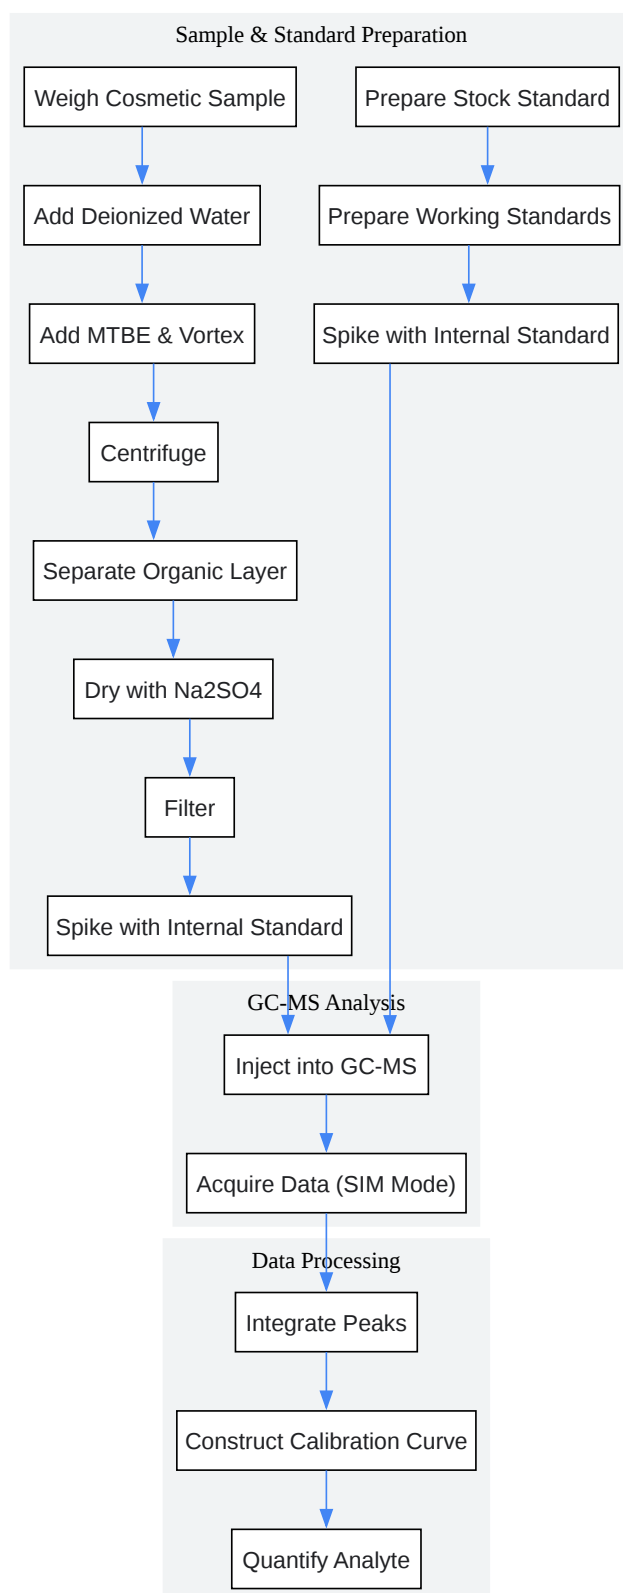 Sample & Standard Preparation
Weigh Cosmetic Sample
Prepare Stock Standard
Add Deionized Water
Prepare Working Standards
Add MTBE & Vortex
Spike with Internal Standard
Centrifuge
Separate Organic Layer
Dry with Na2SO4
Filter
Spike with Internal Standard
GC-MS Analysis
Inject into GC-MS
Acquire Data (SIM Mode)
Data Processing
Integrate Peaks
Construct Calibration Curve
Quantify Analyte